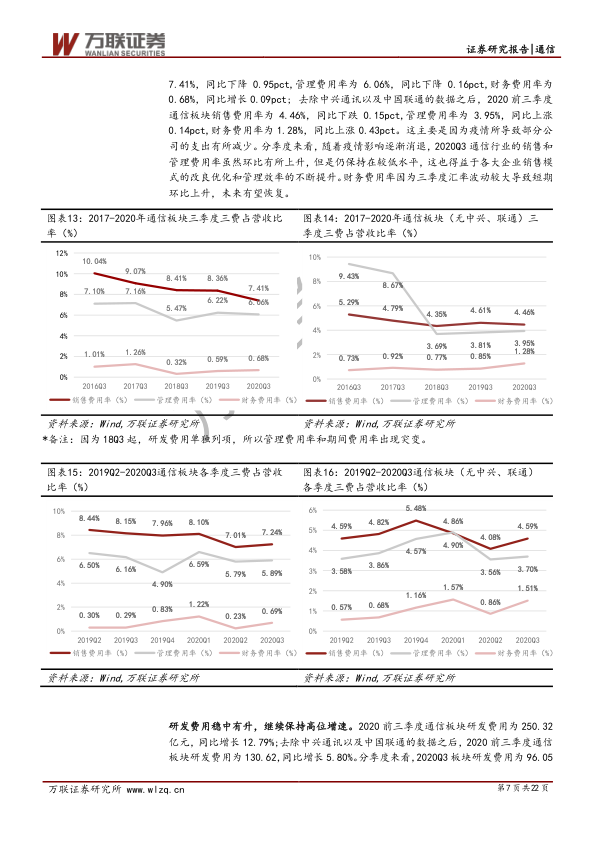 万联证券
WANLIAN SECURITIES
证券研究报告|通信
7.41%, 同比下降 0.95pct,管理费用率为 6.06%, 同比下降 0.16pct,财务费用率为
0.68%, 同比增长 0.09pct; 去除中兴通讯以及中国联通的数据之后, 2020 前三季度
通信板块销售费用率为 4.46%, 同比下跌 0.15pct,管理费用率为 3.95%, 同比上涨
0.14pct,财务费用率为 1.28%, 同比上涨 0.43pct。这主要是因为疫情所导致部分公
司的支出有所减少。分季度来看,随着疫情影响逐渐消退,2020Q3 通信行业的销售和
管理费用率虽然环比有所上升,但是仍保持在较低水平,这也得益于各大企业销售模
式的改良优化和管理效率的不断提升。财务费用率因为三季度汇率波动较大导致短期
环比上升,未来有望恢复。
图表13: 2017-2020年通信板块三季度三费占营收比
率 (%)
12%
10%
8%
6%
4%
2%
0%
10.04%
9.07%
8.41%
8.36%
7.41%
7.10%
7.16%
5.47%
6.22%
6.06%
1.01%
1.26%
0.32%
0.59%
0.68%
2016Q3 2017Q3 2018Q3 2019Q3 2020Q3
销售费用率 (%) 管理费用率 (%) 财务费用率 (%)
资料来源: Wind,万联证券研究所
图表14: 2017-2020年通信板块 (无中兴、联通) 三
季度三费占营收比率 (%)
10%
8%
6%
4%
2%
0%
9.43%
8.67%
5.29%
4.79%
4.35%
4.61%
4.46%
3.69%
3.81%
3.95%
0.73%
0.92%
0.77%
0.85%
1.28%
2016Q3 2017Q3 2018Q3 2019Q3 2020Q3
销售费用率 (%) 管理费用率 (%) 财务费用率 (%)
资料来源: Wind,万联证券研究所
*备注: 因为 18Q3 起, 研发费用单独列项, 所以管理费用率和期间费用率出现突变。
图表15: 2019Q2-2020Q3通信板块各季度三费占营收
比率 (%)
10%
8%
6%
4%
2%
0%
8.44%
8.15%
7.96%
8.10%
7.01%
7.24%
6.50%
6.16%
4.90%
6.59%
5.79%
5.89%
0.30%
0.29%
0.83%
1.22%
0.23%
0.69%
2019Q2 2019Q3 2019Q4 2020Q1 2020Q2 2020Q3
销售费用率 (%) 管理费用率 (%) 财务费用率 (%)
资料来源: Wind,万联证券研究所
图表16: 2019Q2-2020Q3通信板块 (无中兴、联通)
各季度三费占营收比率 (%)
6%
5%
4%
3%
2%
1%
0%
4.59%
4.82%
5.48%
4.86%
4.08%
4.59%
3.58%
3.86%
4.57%
4.90%
3.56%
3.70%
0.57%
0.68%
1.16%
1.57%
0.86%
1.51%
2019Q2 2019Q3 2019Q4 2020Q1 2020Q2 2020Q3
销售费用率 (%) 管理费用率 (%) 财务费用率 (%)
资料来源: Wind,万联证券研究所
研发费用稳中有升,继续保持高位增速。2020 前三季度通信板块研发费用为 250.32
亿元,同比增长 12.79%;去除中兴通讯以及中国联通的数据之后, 2020 前三季度通信
板块研发费用为 130.62,同比增长 5.80%。分季度来看,2020Q3 板块研发费用为 96.05
万联证券研究所 www.wlzq.cn
第 7 页 共 22 页